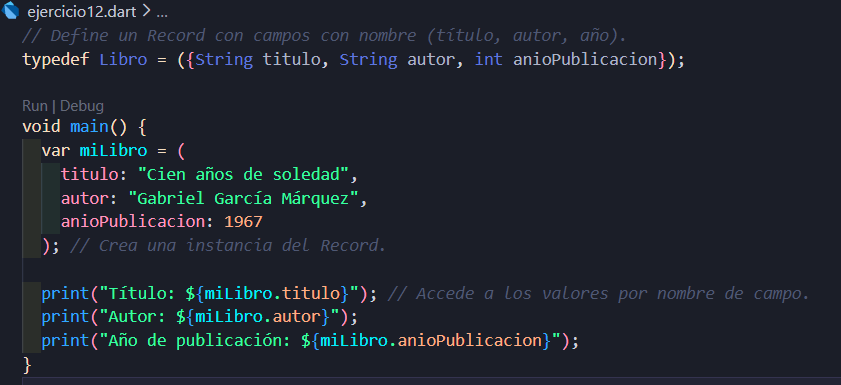 ejercicio12.dart > ...
// Define un Record con campos con nombre (título, autor, año).
typedef Libro = ({String titulo, String autor, int anioPublicacion});
Run | Debug
void main() {
  var miLibro = (
    titulo: "Cien años de soledad",
    autor: "Gabriel García Márquez",
    anioPublicacion: 1967
  ); // Crea una instancia del Record.
  print("Título: ${miLibro.titulo}"); // Accede a los valores por nombre de campo.
  print("Autor: ${miLibro.autor}");
  print("Año de publicación: ${miLibro.anioPublicacion}");
}